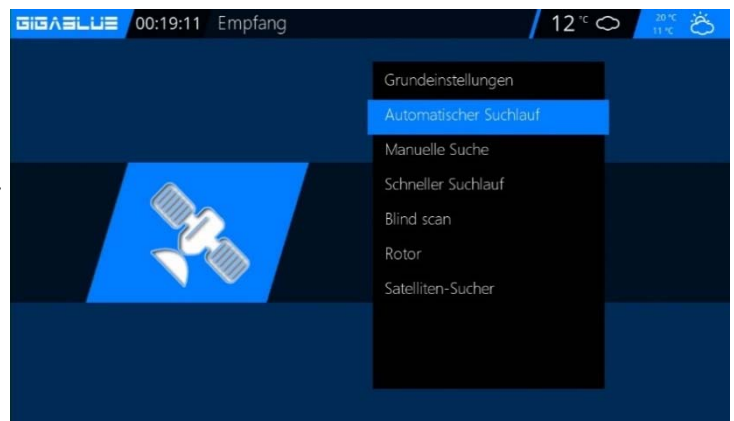 GIGABLUE 00:19:11 Empfang 12 °C 20 °C
11 °C
Grundeinstellungen
Automatischer Suchlauf
Manuelle Suche
Schneller Suchlauf
Blind scan
Rotor
Satelliten-Sucher